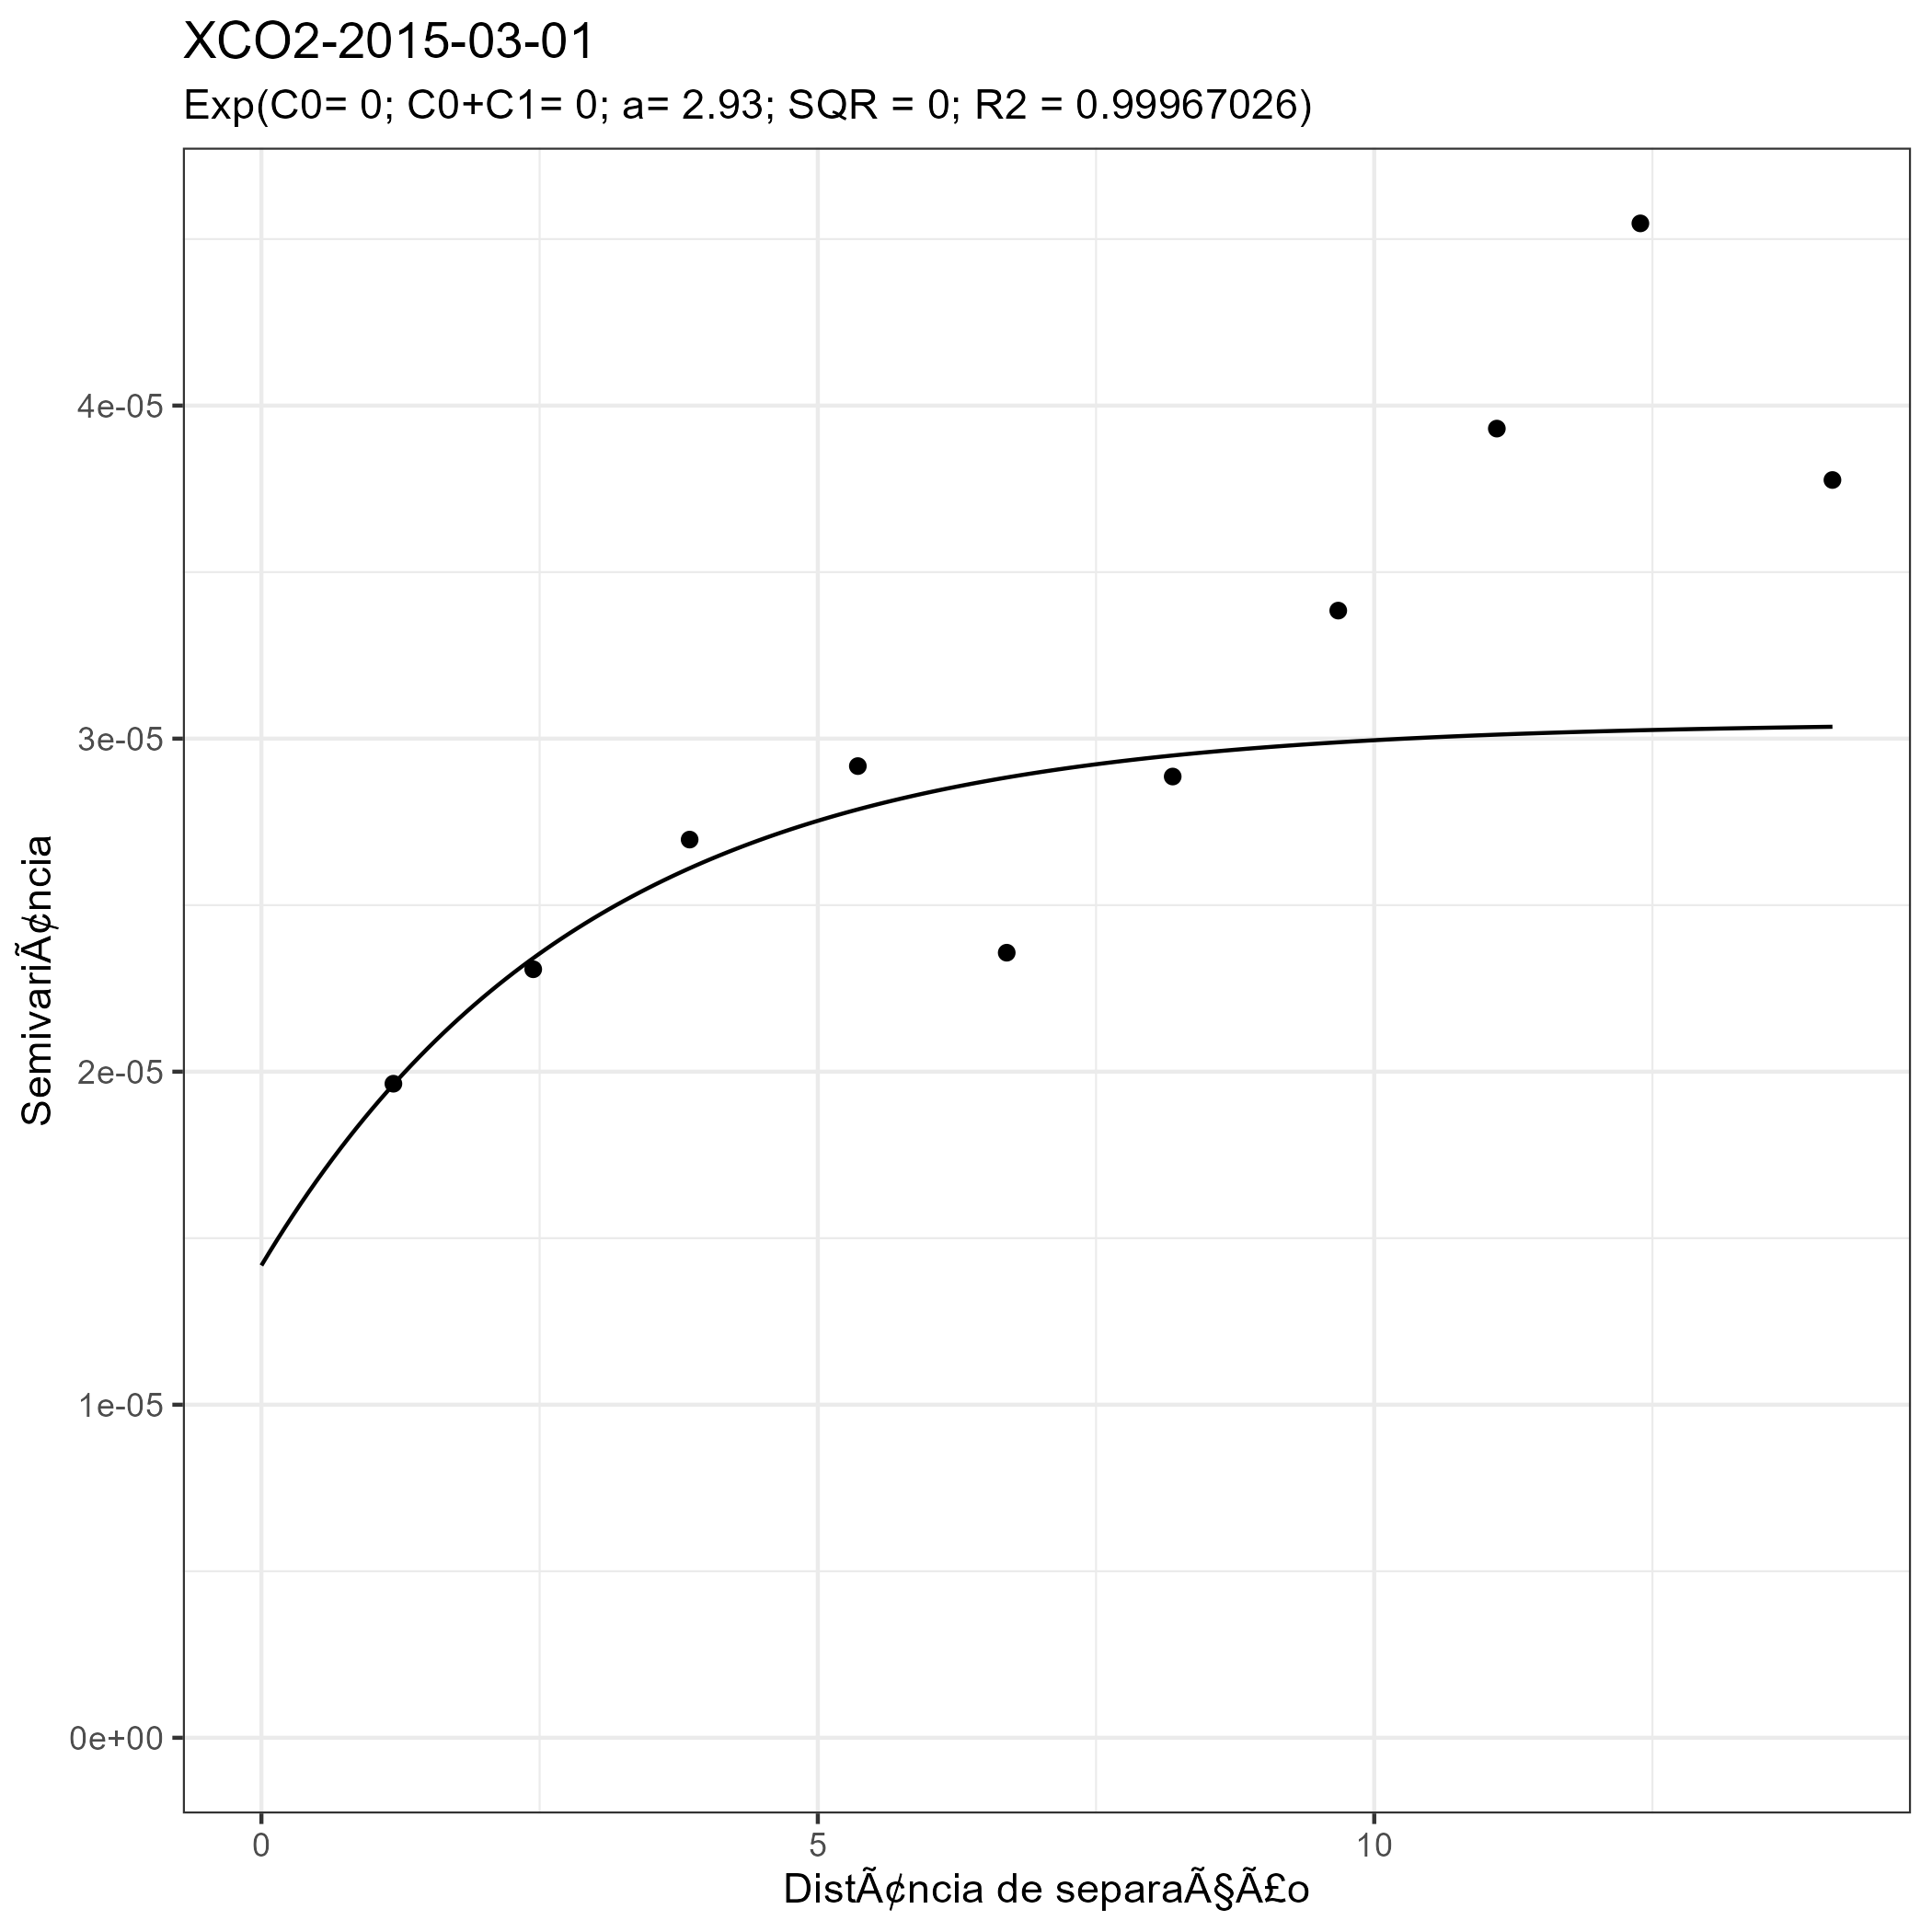 XCO2-2015-03-01
Exp(C0= 0; C0+C1= 0; a= 2.93; SQR = 0; R2 = 0.99967026)
4e-05
3e-05
2e-05
1e-05
0e+00
SemivariÃ¢ncia
0
5
10
DistÃ¢ncia de separaÃ§Ã£o